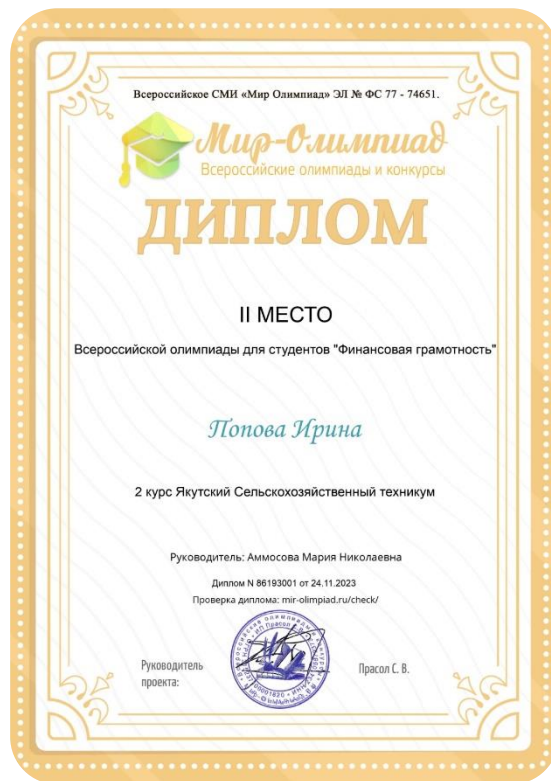 Всероссийское СМИ «Мир Олимпиад» ЭЛ № ФС 77 - 74651.
Мир-Олимпиад
Всероссийские олимпиады и конкурсы
ДИПЛОМ
II МЕСТО
Всероссийской олимпиады для студентов "Финансовая грамотность"
Попова Ирина
2 курс Якутский Сельскохозяйственный техникум
Руководитель: Аммосова Мария Николаевна
Диплом N 86193001 от 24.11.2023
Проверка диплома: mir-olimpiad.ru/check/
Руководитель
проекта:
Прасол С. В.